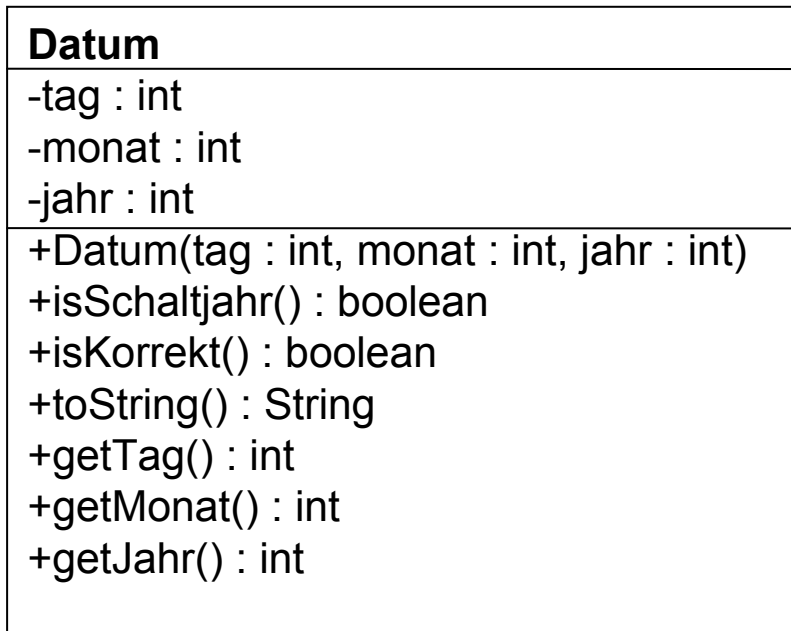 Datum
-tag : int
-monat : int
-jahr : int
+Datum(tag : int, monat : int, jahr : int)
+isSchaltjahr() : boolean
+isKorrekt() : boolean
+toString() : String
+getTag() : int
+getMonat() : int
+getJahr() : int